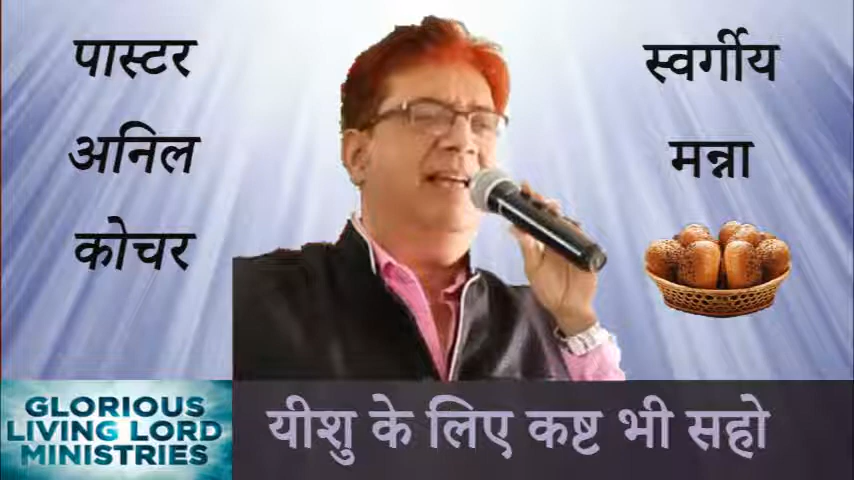 पास्टर
अनिल
कोचर
स्वर्गीय
मन्ना
GLORIOUS
LIVING LORD
MINISTRIES
यीशु के लिए कष्ट भी सहो